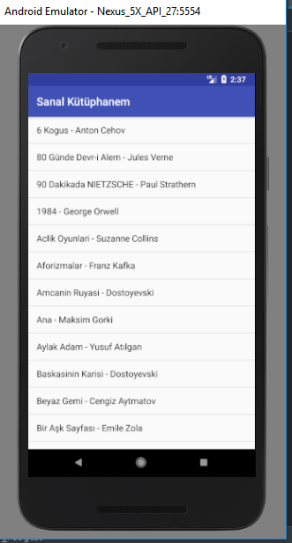 Android Emulator - Nexus_5X_API_27:5554
2:37
Sanal Kütüphanem
6 Kogus - Anton Cehov
80 Günde Devr-i Alem - Jules Verne
90 Dakikada NIETZSCHE - Paul Strathern
1984 - George Orwell
Aclik Oyunlari - Suzanne Collins
Aforizmalar - Franz Kafka
Amcanin Ruyasi - Dostoyevski
Ana - Maksim Gorki
Aylak Adam - Yusuf Atılgan
Baskasinin Karisi - Dostoyevski
Beyaz Gemi - Cengiz Aytmatov
Bir Aşk Sayfası - Emile Zola